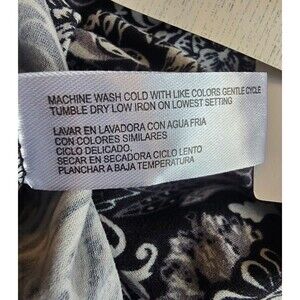 MACHINE WASH COLD WITH LIKE COLORS GENTLE CYCLE
TUMBLE DRY LOW IRON ON LOWEST SETTING
LAVAR EN LAVADORA CON AGUA FRIA
CON COLORES SIMILARES
CICLO DELICADO.
SECAR EN SECADORA CICLO LENTO
PLANCHAR A BAJA TEMPERATURA